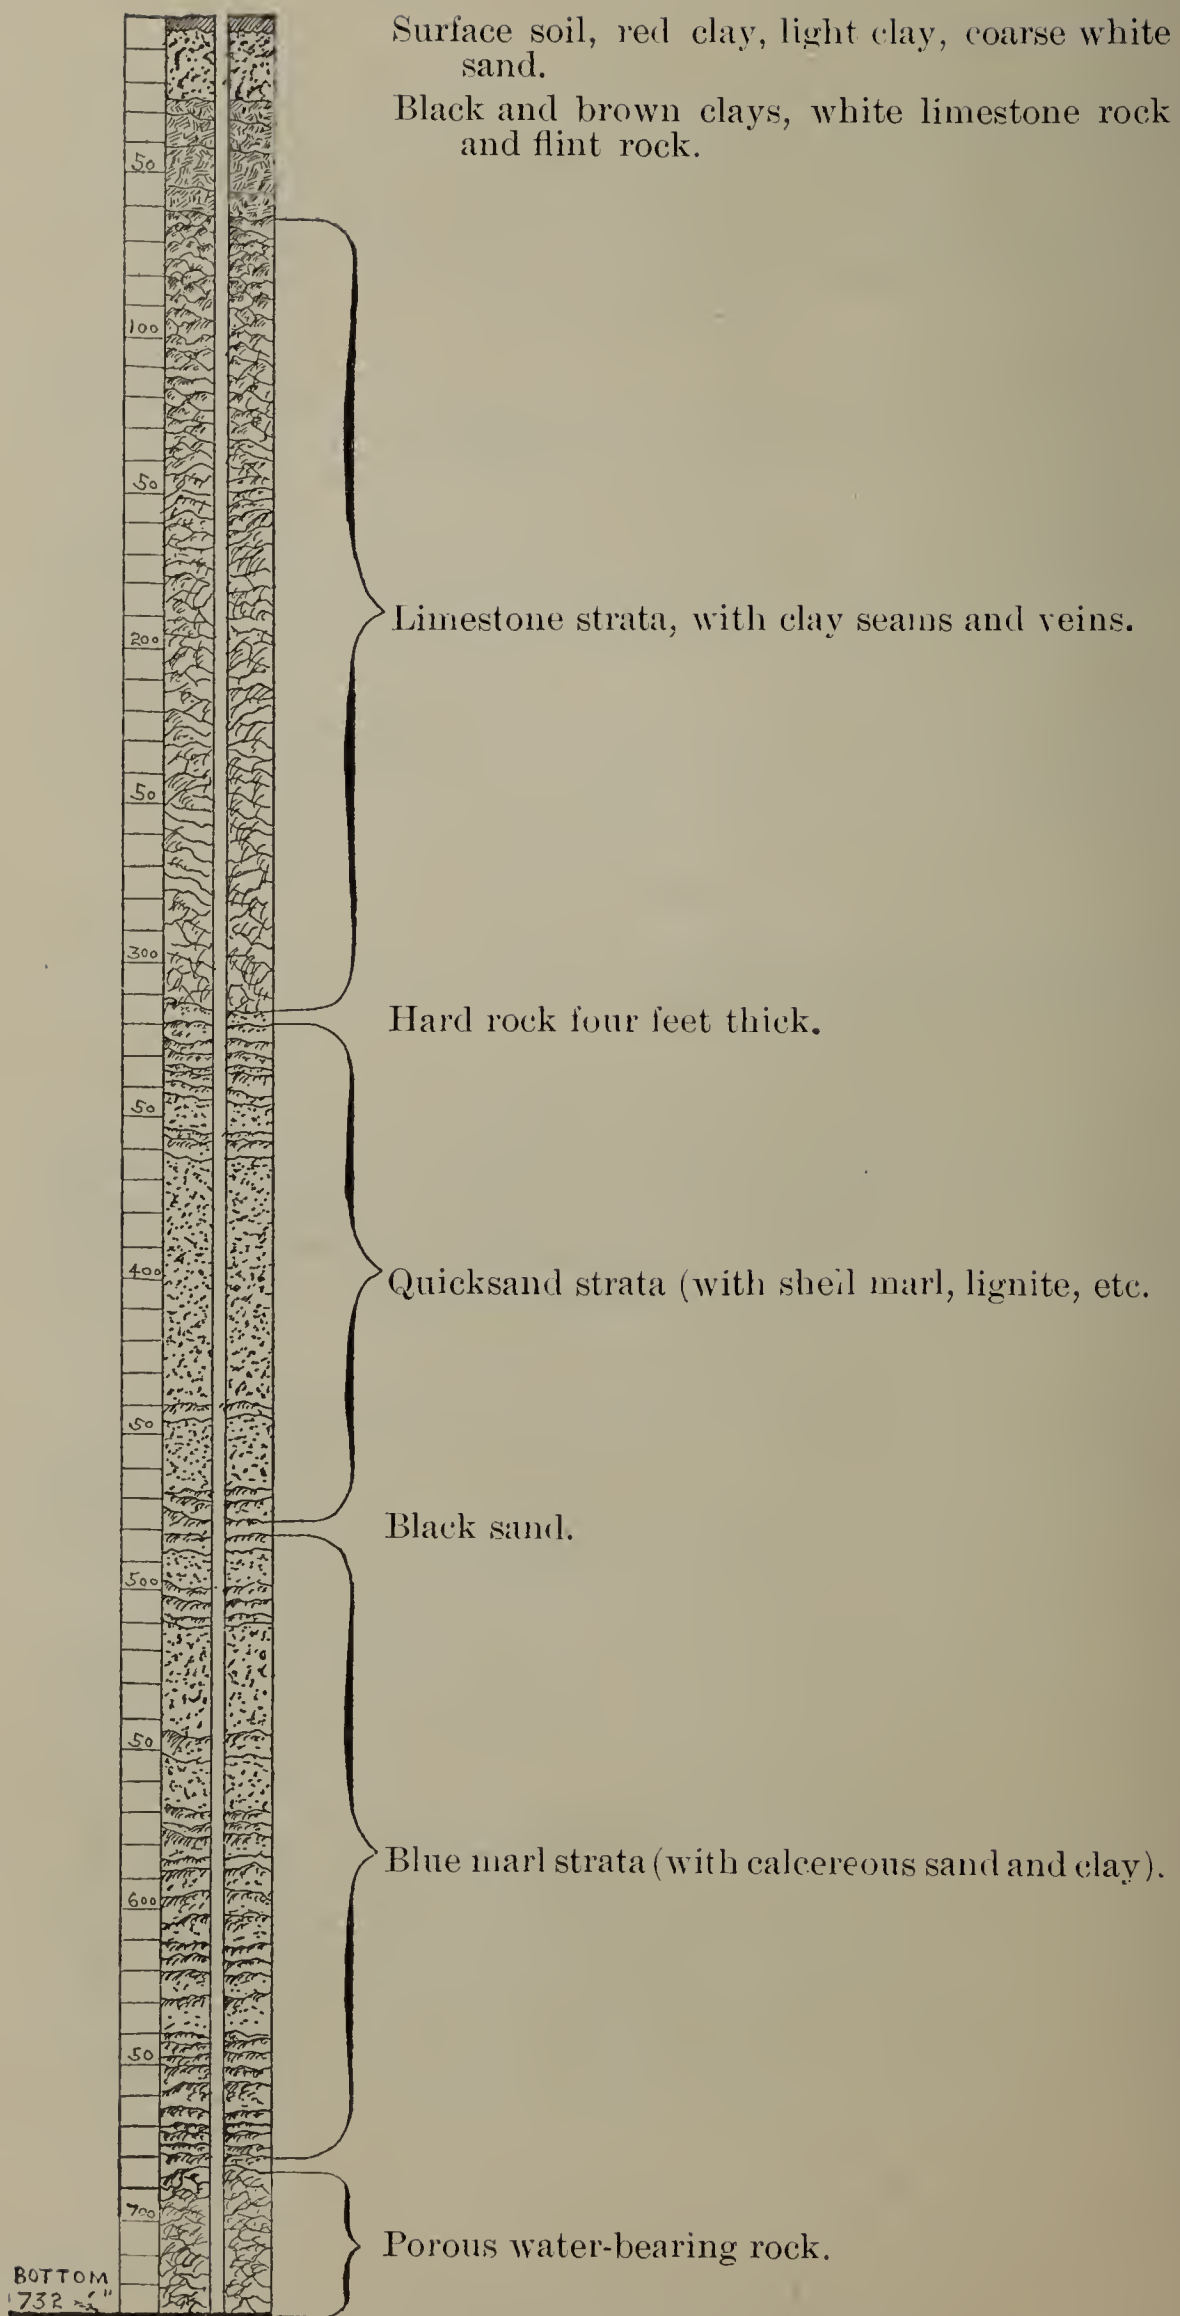 Surface soil, red clay, light clay, coarse white
sand.
Black and brown clays, white limestone rock
and flint rock.
50
100
50
Limestone strata, with clay seams and veins.
200
50
300
Hard rock four feet thick.
50
400
Quicksand strata (with shell marl, lignite, etc.
50
Black sand.
500
50
Blue marl strata (with calcereous sand and clay).
600
50
700
Porous water-bearing rock.
BOTTOM
732